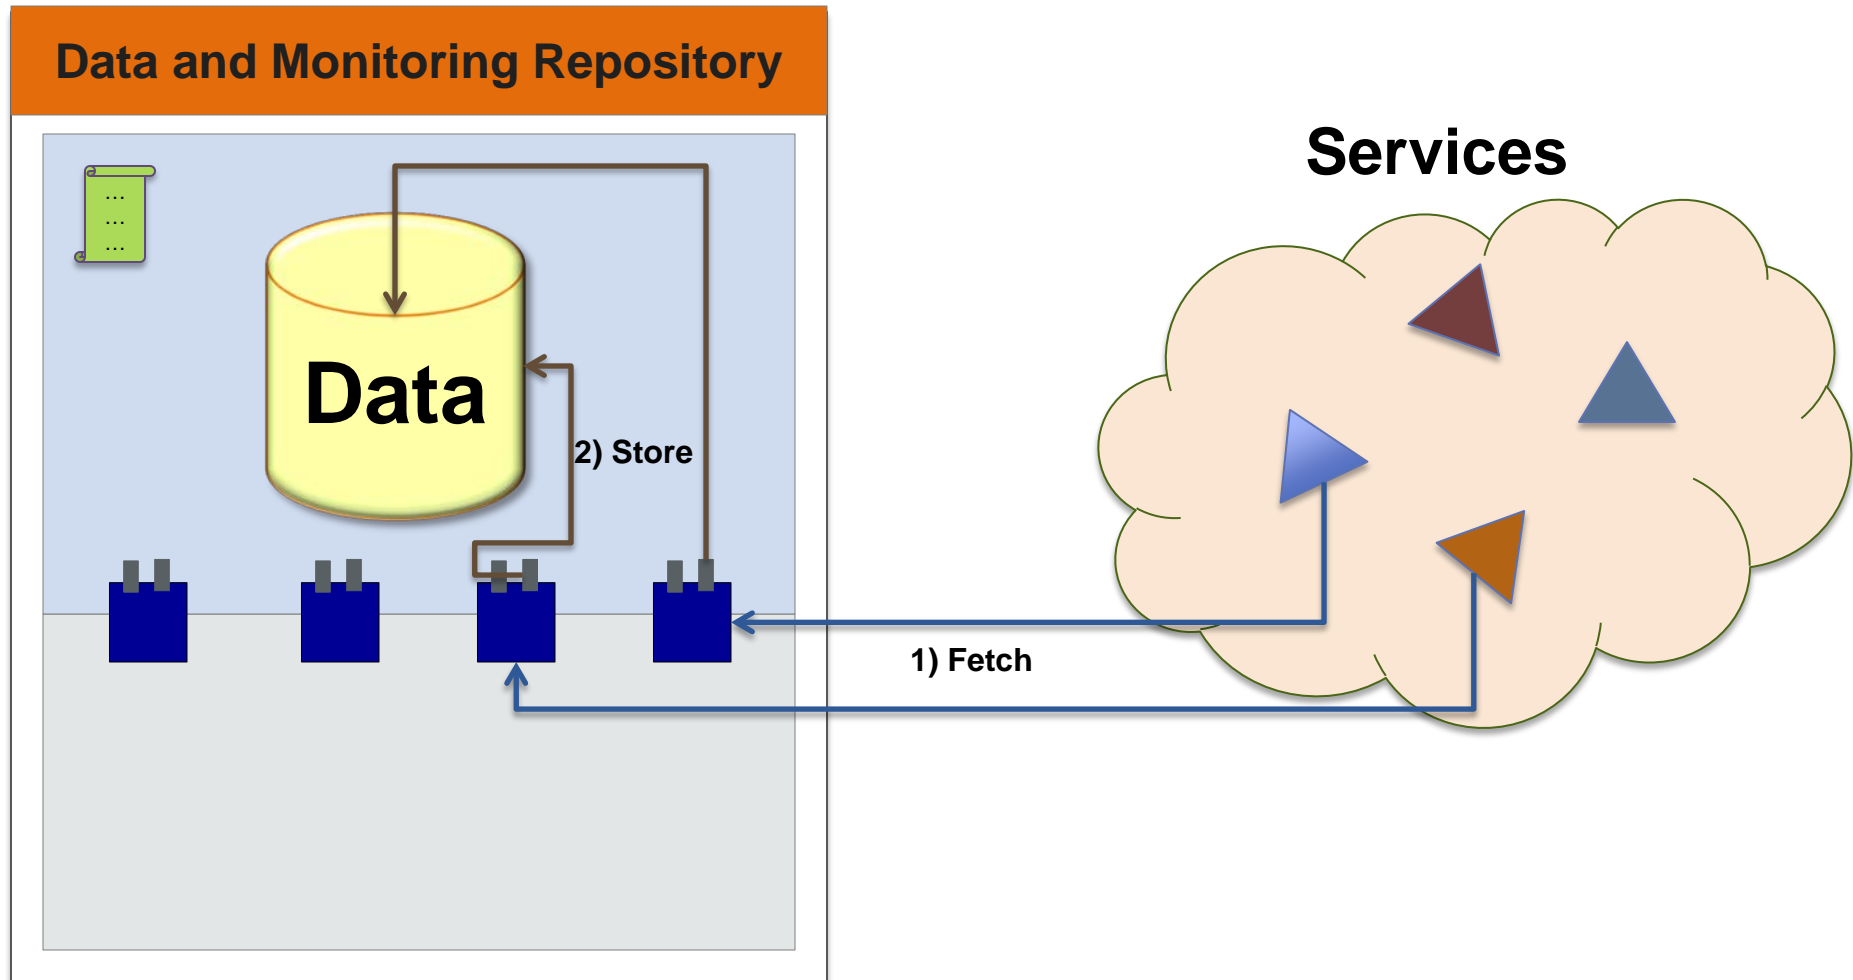 Data and Monitoring Repository
Services
...
...
...
Data
2) Store
1) Fetch